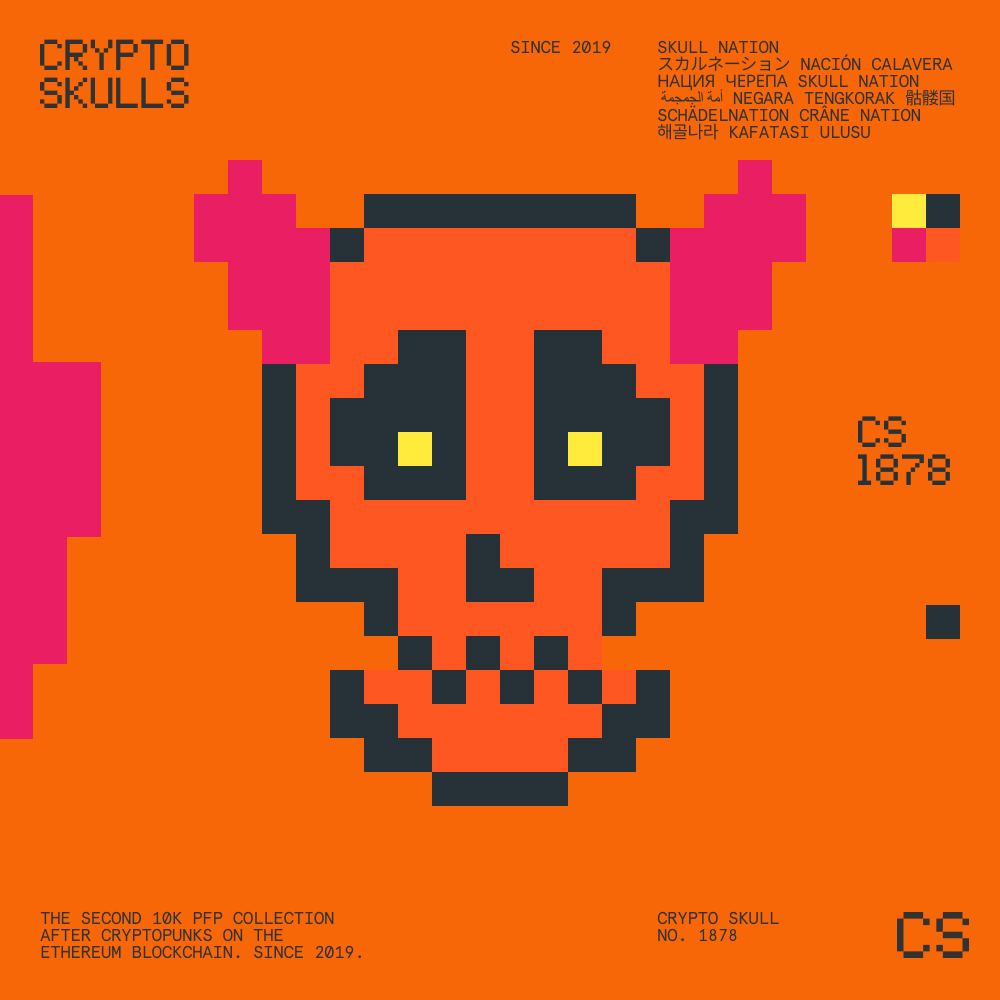 CRYPTO
SKULLS
SINCE 2019
SKULL NATION
スカルネーション NACIÓN CALAVERA
НАЦИЯ ЧЕРЕПА SKULL NATION
أمة الجمجمة NEGARA TENGKORAK 骷髅国
SCHÄDELNATION CRÂNE NATION
해골나라 KAFATASI ULUSU
CS
1878
THE SECOND 10K PFP COLLECTION
AFTER CRYPTOPUNKS ON THE
ETHEREUM BLOCKCHAIN. SINCE 2019.
CRYPTO SKULL
NO. 1878
CS